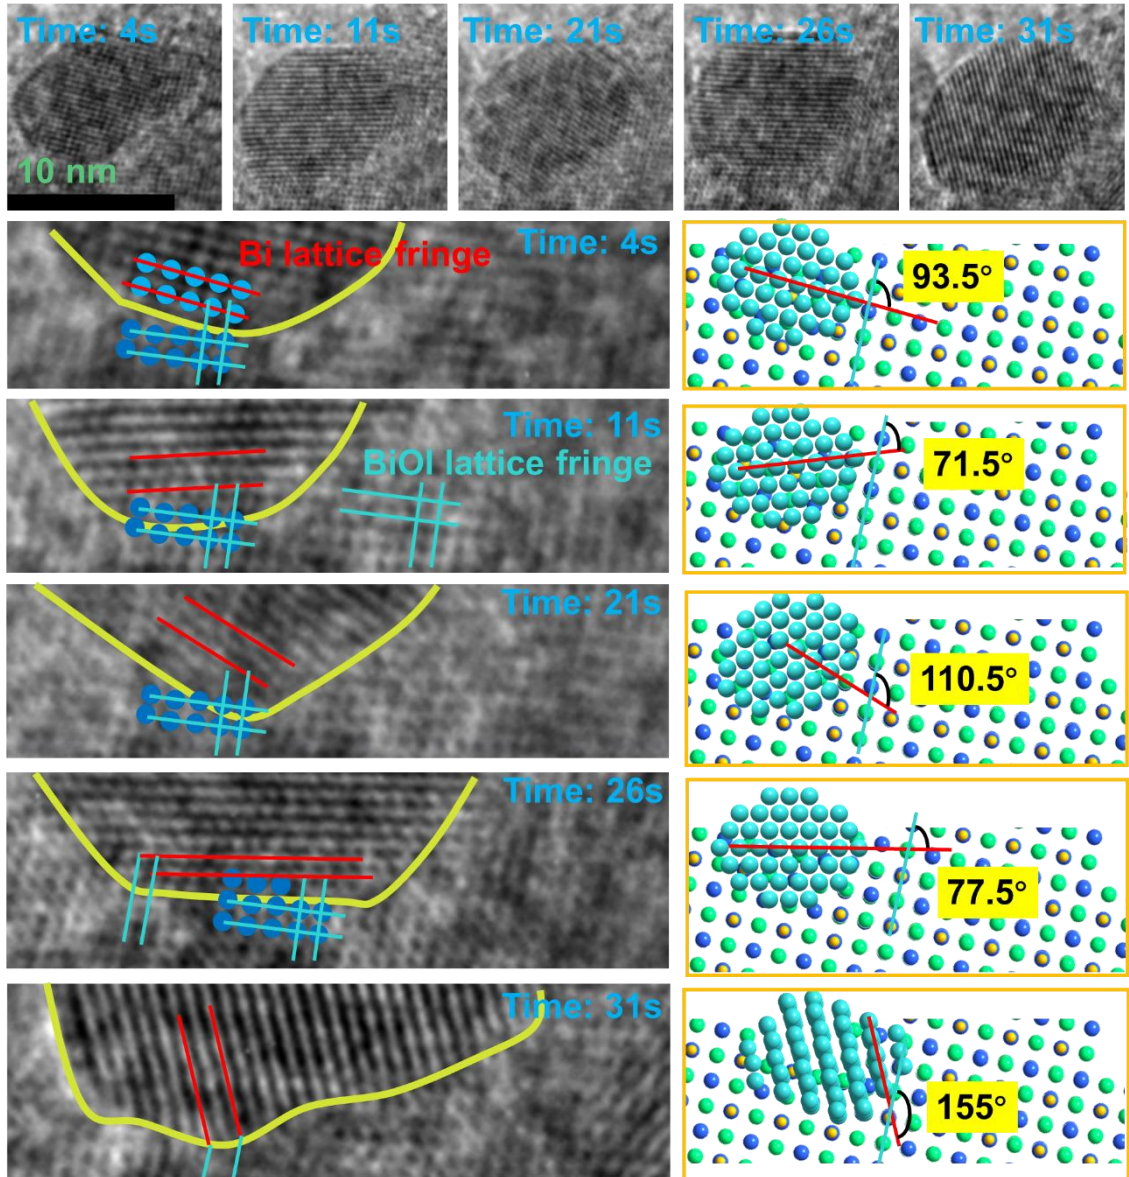 Time: 4s
Time: 11s
Time: 21s
Time: 26s
Time: 31s
10 nm
Bi lattice fringe
Time: 4s
93.5°
Time: 11s
BiOI lattice fringe
71.5°
Time: 21s
110.5°
Time: 26s
77.5°
Time: 31s
155°